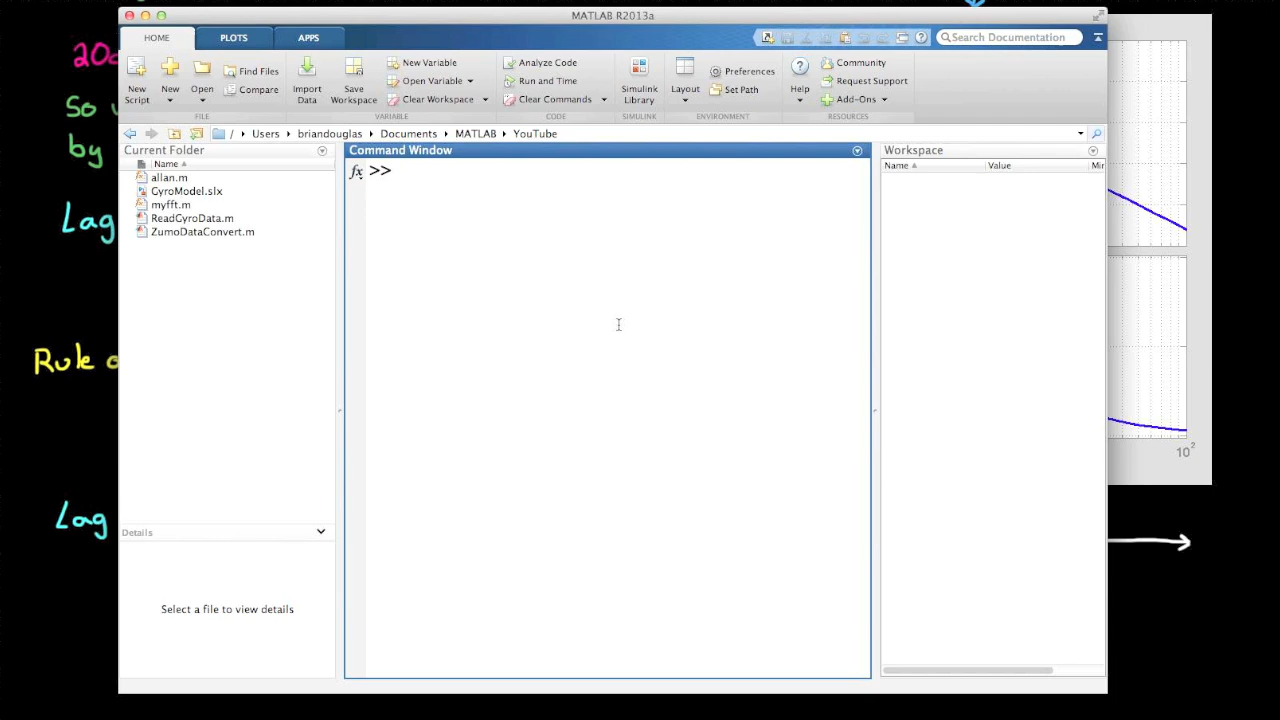 MATLAB R2013a
HOME PLOTS APPS
Search Documentation
New Script
New
Open
Find Files
Compare
Import Data
Save Workspace
New Variable
Open Variable
Clear Workspace
Analyze Code
Run and Time
Clear Commands
Simulink Library
Layout
Preferences
Set Path
Help
Community
Request Support
Add-Ons
FILE VARIABLE CODE SIMULINK ENVIRONMENT RESOURCES
/ Users briandouglas Documents MATLAB YouTube
Current Folder
Name
allan.m
GyroModel.slx
myfft.m
ReadGyroData.m
ZumoDataConvert.m
Details
Select a file to view details
Command Window
fx >>
Workspace
Name Value Mir
So
by
Lag
Rule
Lag
10²